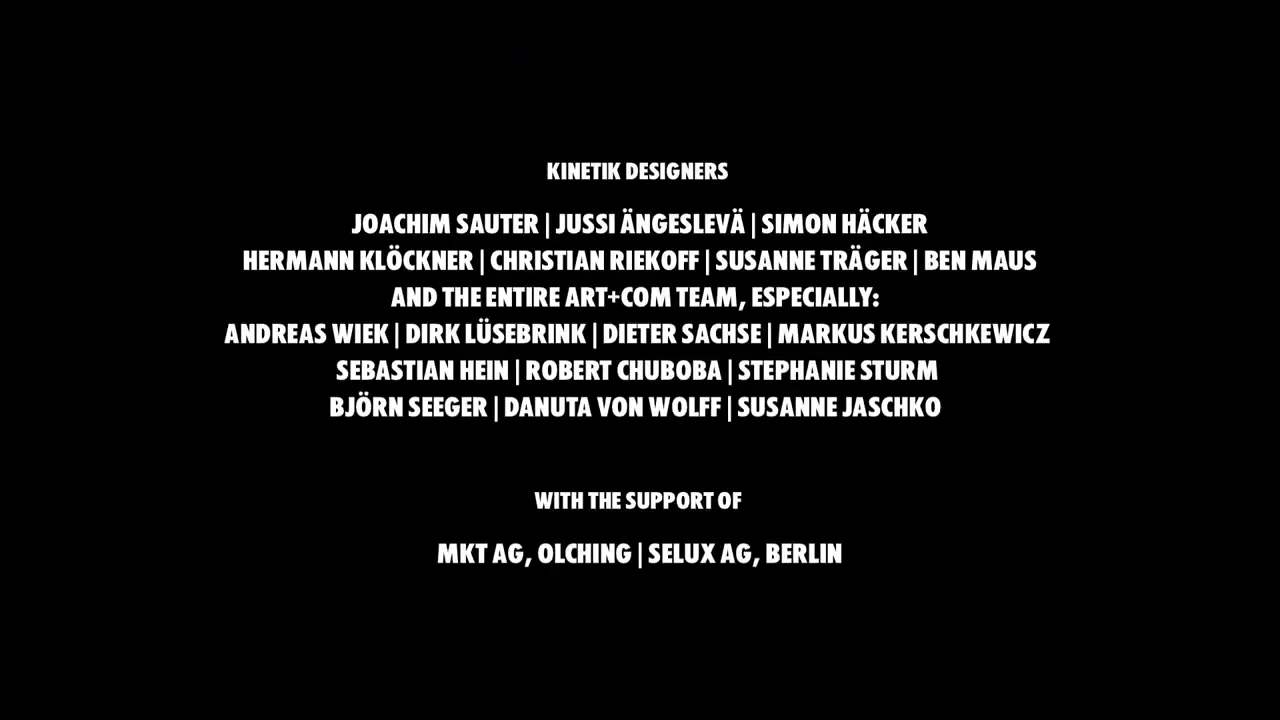 KINETIK DESIGNERS
JOACHIM SAUTER | JUSSI ÄNGESLEVÄ | SIMON HÄCKER
HERMANN KLÖCKNER | CHRISTIAN RIEKOFF | SUSANNE TRÄGER | BEN MAUS
AND THE ENTIRE ART+COM TEAM, ESPECIALLY:
ANDREAS WIEK | DIRK LÜSEBRINK | DIETER SACHSE | MARKUS KERSCHKEWICZ
SEBASTIAN HEIN | ROBERT CHUBOBA | STEPHANIE STURM
BJÖRN SEEGER | DANUTA VON WOLFF | SUSANNE JASCHKO
WITH THE SUPPORT OF
MKT AG, OLCHING | SELUX AG, BERLIN